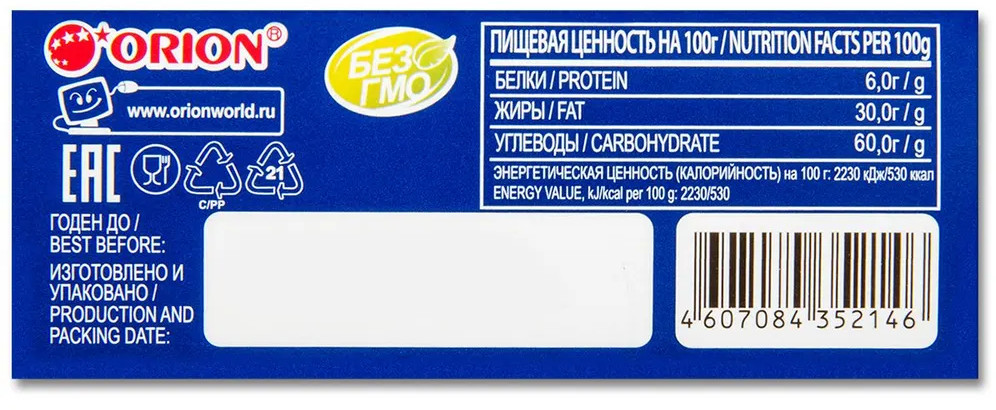 ORION®
www.orionworld.ru
БЕЗ
ГМО
ПИЩЕВАЯ ЦЕННОСТЬ НА 100г / NUTRITION FACTS PER 100g
БЕЛКИ / PROTEIN 6,0г / g
ЖИРЫ / FAT 30,0г / g
УГЛЕВОДЫ / CARBOHYDRATE 60,0г / g
ЭНЕРГЕТИЧЕСКАЯ ЦЕННОСТЬ (КАЛОРИЙНОСТЬ) на 100 г: 2230 кДж/530 ккал
ENERGY VALUE, kJ/kcal per 100 g: 2230/530
EAC
21
C/PP
ГОДЕН ДО /
BEST BEFORE:
ИЗГОТОВЛЕНО И
УПАКОВАНО /
PRODUCTION AND
PACKING DATE:
4 607084 352146